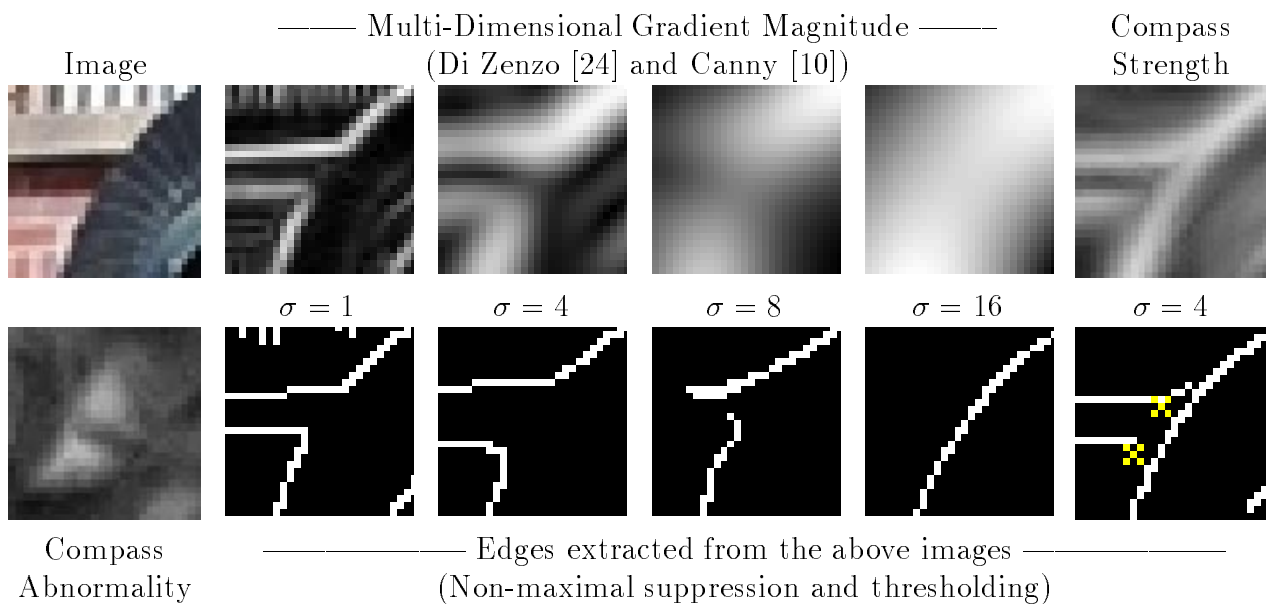 Multi-Dimensional Gradient Magnitude
(Di Zenzo [24] and Canny [10])
Compass
Strength
Image
σ = 1
σ = 4
σ = 8
σ = 16
σ = 4
Compass
Abnormality
Edges extracted from the above images
(Non-maximal suppression and thresholding)